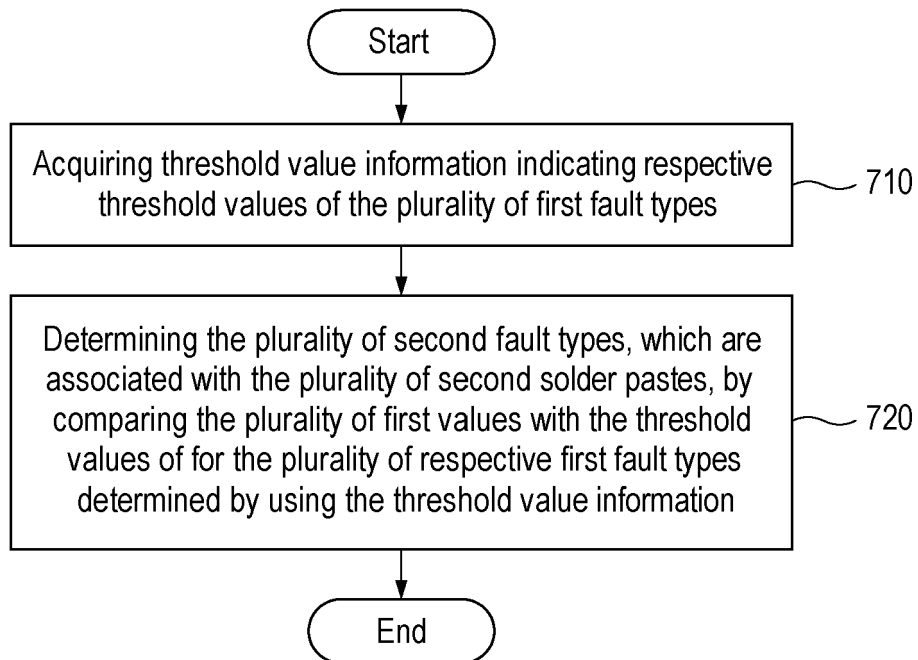 Start
Acquiring threshold value information indicating respective
threshold values of the plurality of first fault types
710
Determining the plurality of second fault types, which are
associated with the plurality of second solder pastes, by
comparing the plurality of first values with the threshold
values of for the plurality of respective first fault types
determined by using the threshold value information
720
End